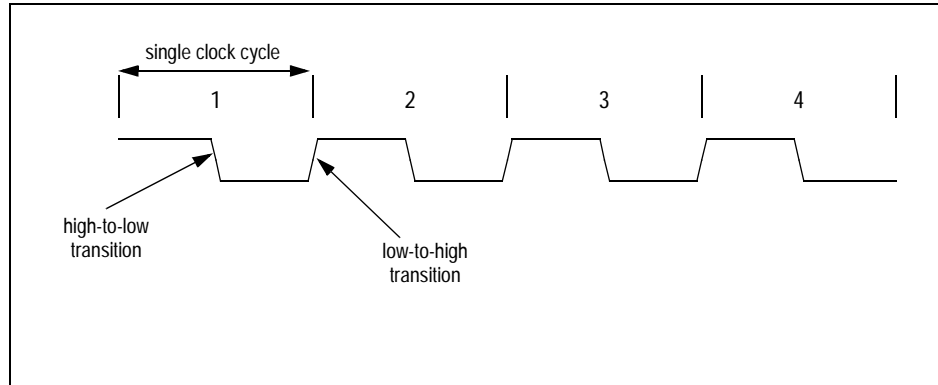 single clock cycle
1 2 3 4
high-to-low
transition
low-to-high
transition